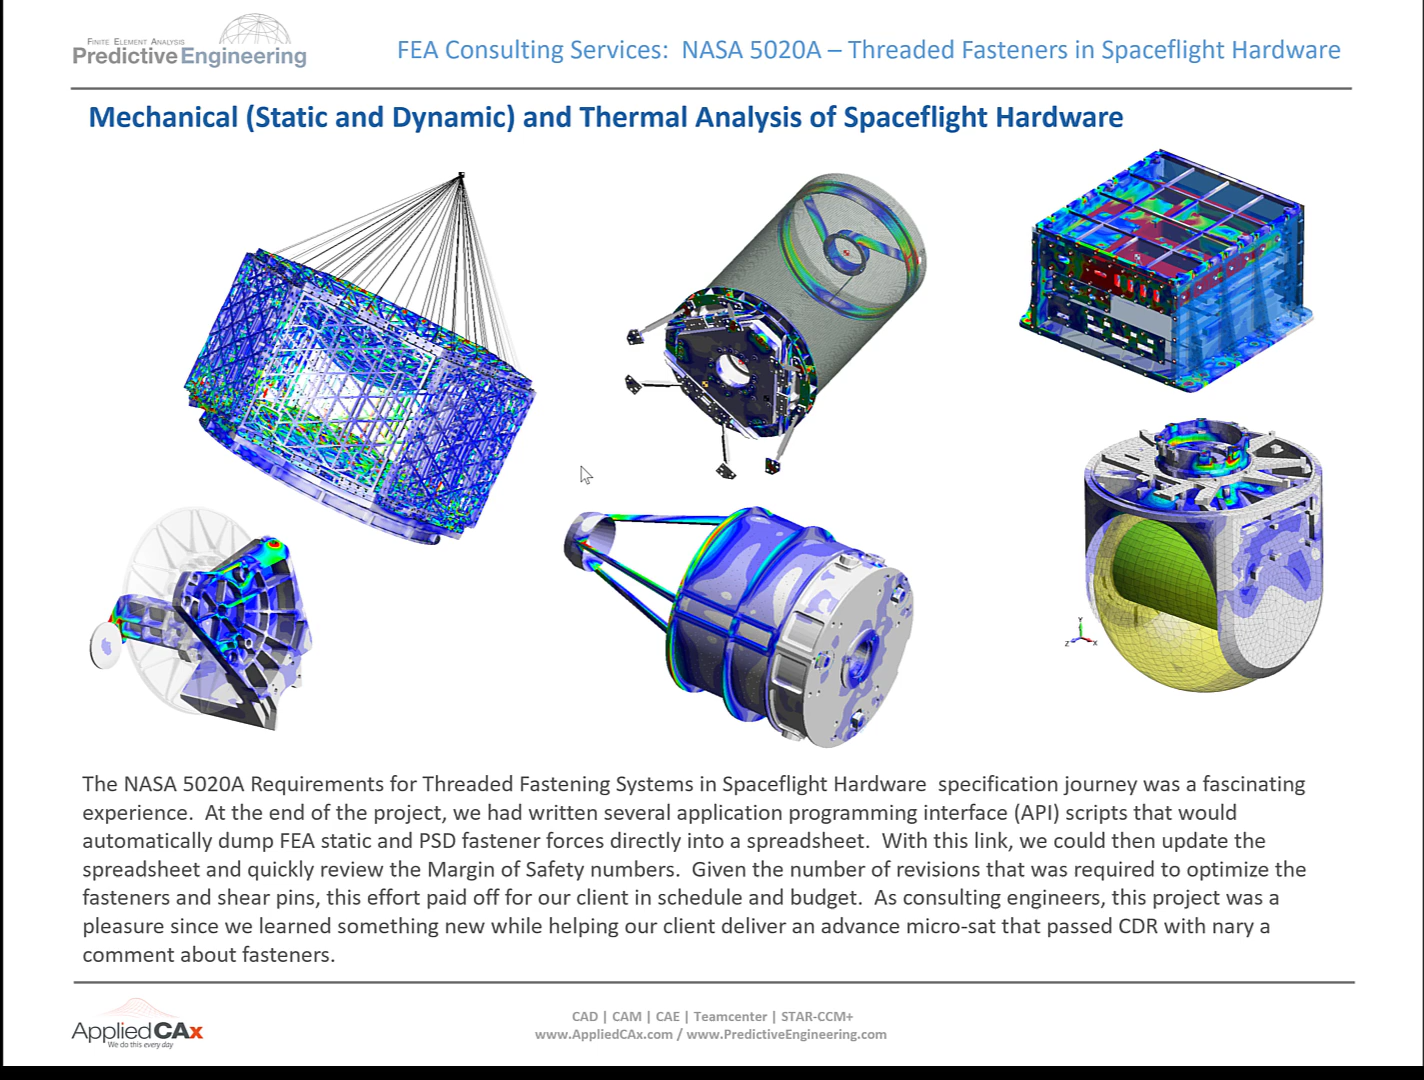 FINITE ELEMENT ANALYSIS
PredictiveEngineering
FEA Consulting Services:  NASA 5020A – Threaded Fasteners in Spaceflight Hardware
Mechanical (Static and Dynamic) and Thermal Analysis of Spaceflight Hardware
Y
Z
X
The NASA 5020A Requirements for Threaded Fastening Systems in Spaceflight Hardware  specification journey was a fascinating
experience.  At the end of the project, we had written several application programming interface (API) scripts that would
automatically dump FEA static and PSD fastener forces directly into a spreadsheet.  With this link, we could then update the
spreadsheet and quickly review the Margin of Safety numbers.  Given the number of revisions that was required to optimize the
fasteners and shear pins, this effort paid off for our client in schedule and budget.  As consulting engineers, this project was a
pleasure since we learned something new while helping our client deliver an advance micro-sat that passed CDR with nary a
comment about fasteners.
AppliedCAx
We do this every day
CAD | CAM | CAE | Teamcenter | STAR-CCM+
www.AppliedCAx.com / www.PredictiveEngineering.com